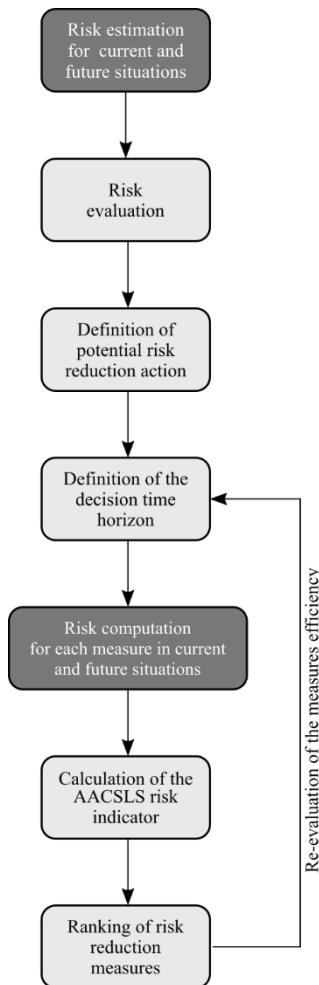 Risk estimation
for current and
future situations
Risk
evaluation
Definition of
potential risk
reduction action
Definition of the
decision time
horizon
Risk computation
for each measure in current
and future situations
Calculation of the
AACSLS risk
indicator
Ranking of risk
reduction
measures
Re-evaluation of the measures efficiency